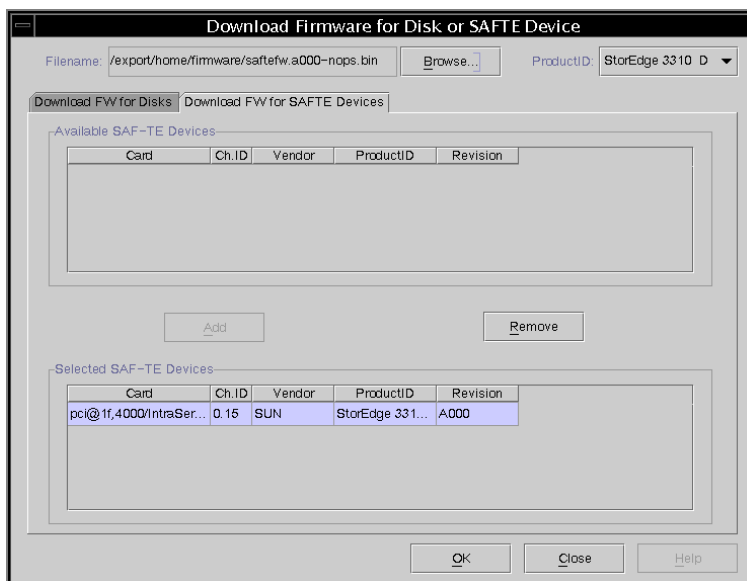 Download Firmware for Disk or SAFTE Device
Filename: /export/home/firmware/saftefw.a000-nops.bin Browse... ProductID: StorEdge 3310 D
Download FW for Disks Download FW for SAFTE Devices
Available SAF-TE Devices
Card Ch.ID Vendor ProductID Revision
Add Remove
Selected SAF-TE Devices
Card Ch.ID Vendor ProductID Revision
pci@1f,4000/IntraSer... 0.15 SUN StorEdge 331... A000
OK Close Help